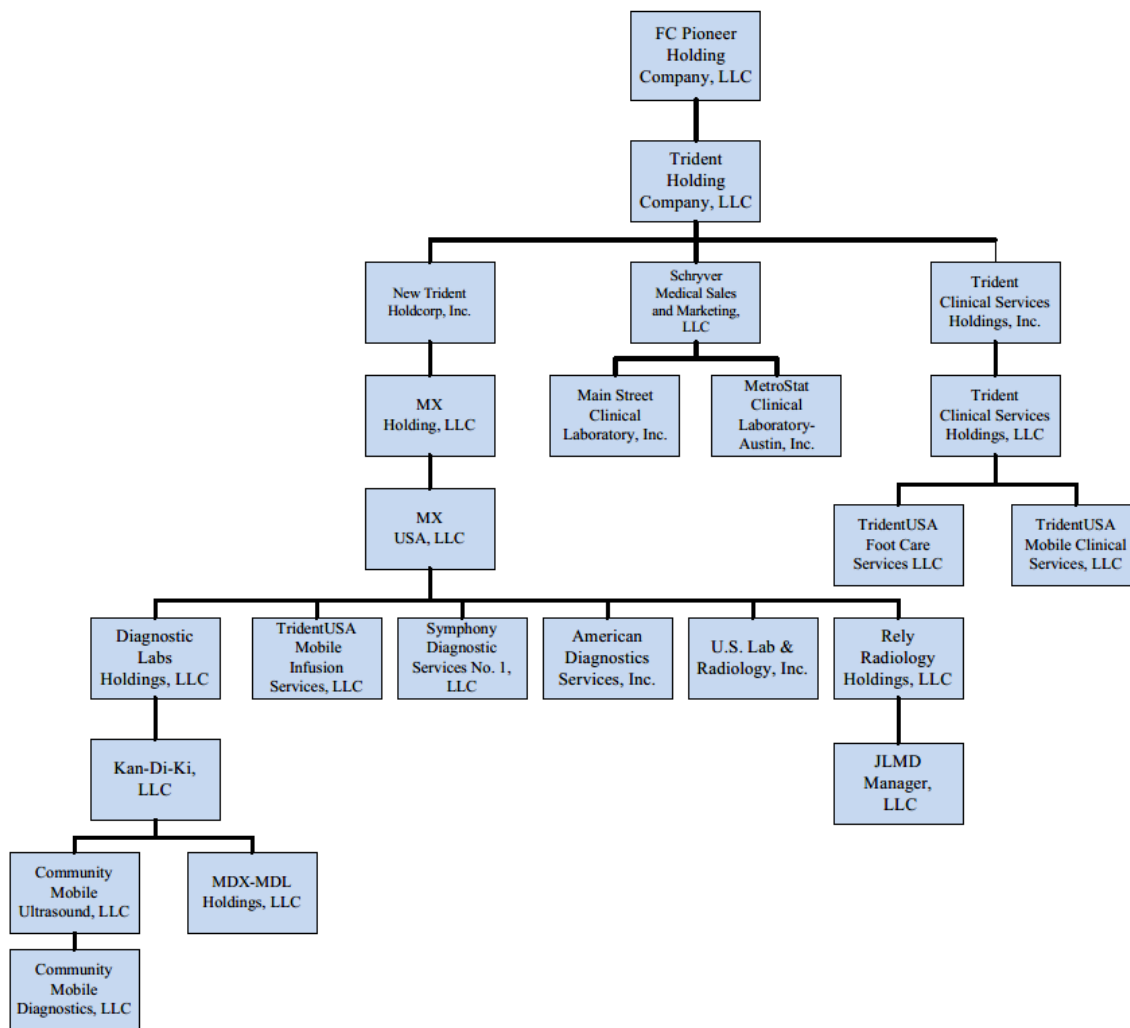 FC Pioneer
Holding
Company, LLC
Trident
Holding
Company, LLC
New Trident
Holdcorp, Inc.
Schryver
Medical Sales
and Marketing,
LLC
Trident
Clinical Services
Holdings, Inc.
MX
Holding, LLC
Main Street
Clinical
Laboratory, Inc.
MetroStat
Clinical
Laboratory-
Austin, Inc.
Trident
Clinical Services
Holdings, LLC
MX
USA, LLC
TridentUSA
Foot Care
Services LLC
TridentUSA
Mobile Clinical
Services, LLC
Diagnostic
Labs
Holdings, LLC
TridentUSA
Mobile
Infusion
Services, LLC
Symphony
Diagnostic
Services No. 1,
LLC
American
Diagnostics
Services, Inc.
U.S. Lab &
Radiology, Inc.
Rely
Radiology
Holdings, LLC
Kan-Di-Ki,
LLC
JLMD
Manager,
LLC
Community
Mobile
Ultrasound, LLC
MDX-MDL
Holdings, LLC
Community
Mobile
Diagnostics, LLC